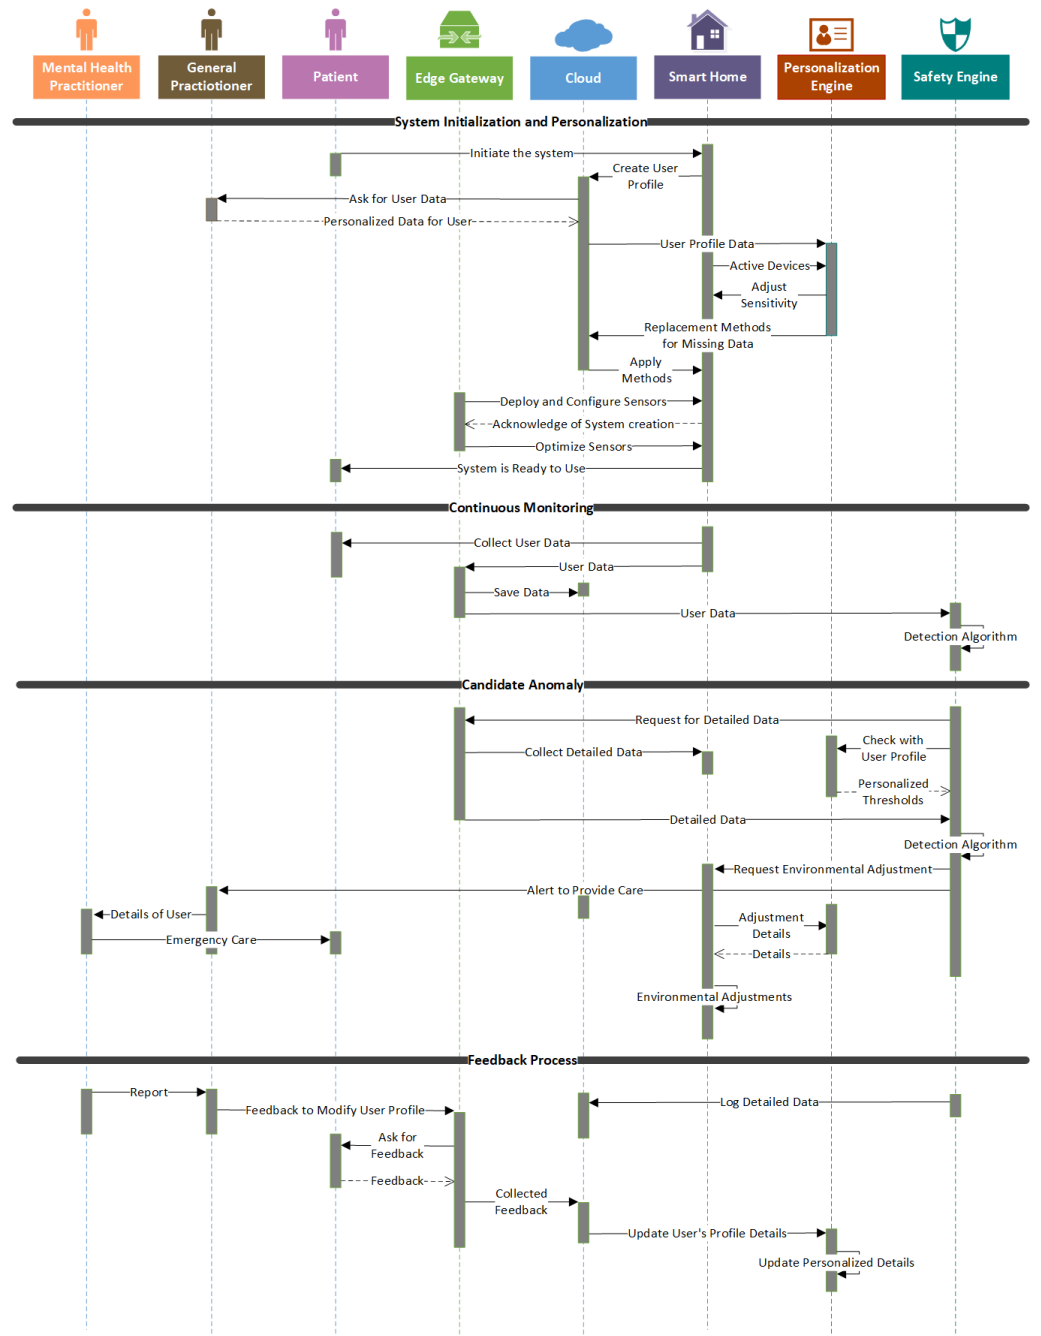 Mental Health
Practitioner
General
Practiotioner
Patient
Edge Gateway
Cloud
Smart Home
Personalization
Engine
Safety Engine
System Initialization and Personalization
Initiate the system
Create User
Profile
Ask for User Data
Personalized Data for User
User Profile Data
Active Devices
Adjust
Sensitivity
Replacement Methods
for Missing Data
Apply
Methods
Deploy and Configure Sensors
Acknowledge of System creation
Optimize Sensors
System is Ready to Use
Continuous Monitoring
Collect User Data
User Data
Save Data
User Data
Detection Algorithm
Candidate Anomaly
Request for Detailed Data
Check with
User Profile
Collect Detailed Data
Personalized
Thresholds
Detailed Data
Detection Algorithm
Request Environmental Adjustment
Alert to Provide Care
Details of User
Adjustment
Details
Emergency Care
Details
Environmental Adjustments
Feedback Process
Report
Log Detailed Data
Feedback to Modify User Profile
Ask for
Feedback
Feedback
Collected
Feedback
Update User's Profile Details
Update Personalized Details